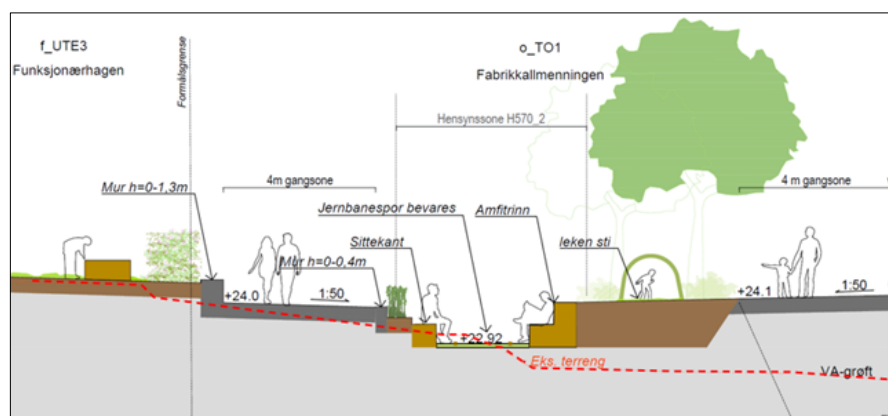 f_UTE3
Funksjonærhagen
Formålsgrense
o_TO1
Fabrikkallmenningen
Hensynssone H570_2
Mur h=0-1,3m
4m gangsone
4 m gangsone
Jernbanespor bevares
Amfitrinn
Sittekant
leken sti
Mur h=0-0,4m
+24.0
1:50
+24.1
1:50
+22.92
Eks. terreng
VA-grøft